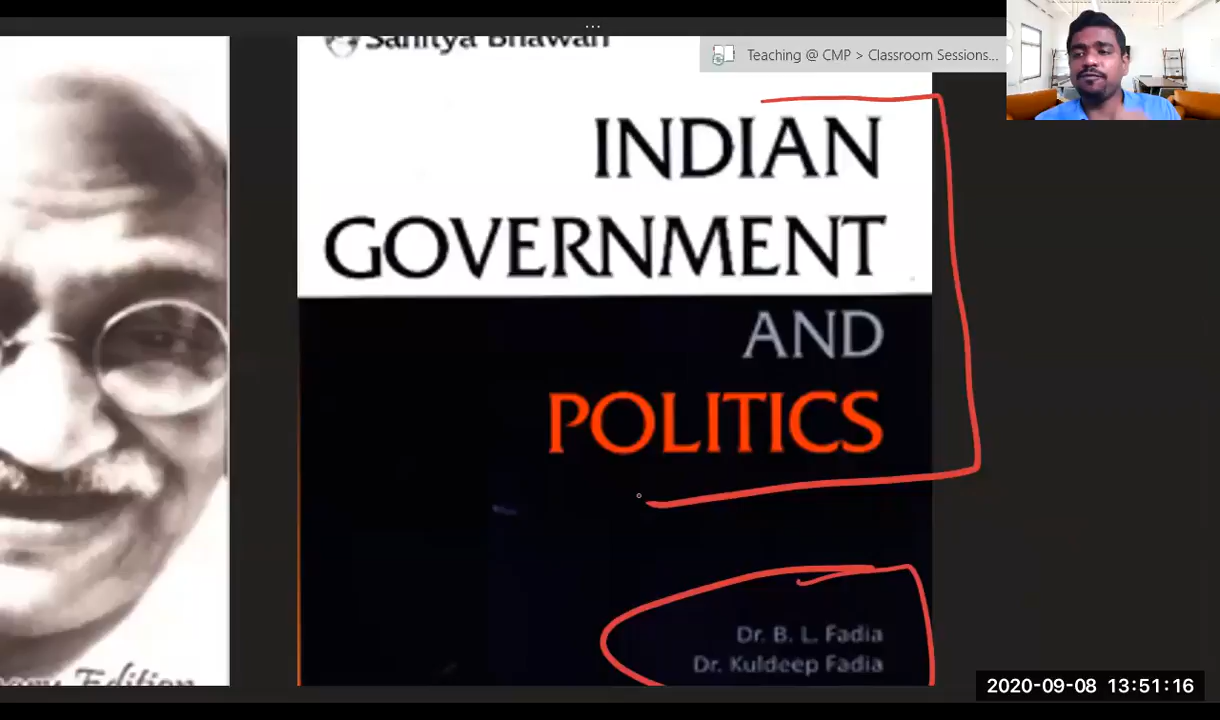 Sahitya Bhawan
Teaching @ CMP > Classroom Sessions...
INDIAN
GOVERNMENT
AND
POLITICS
Dr. B. L. Fadia
Dr. Kuldeep Fadia
Edition
2020-09-08 13:51:16